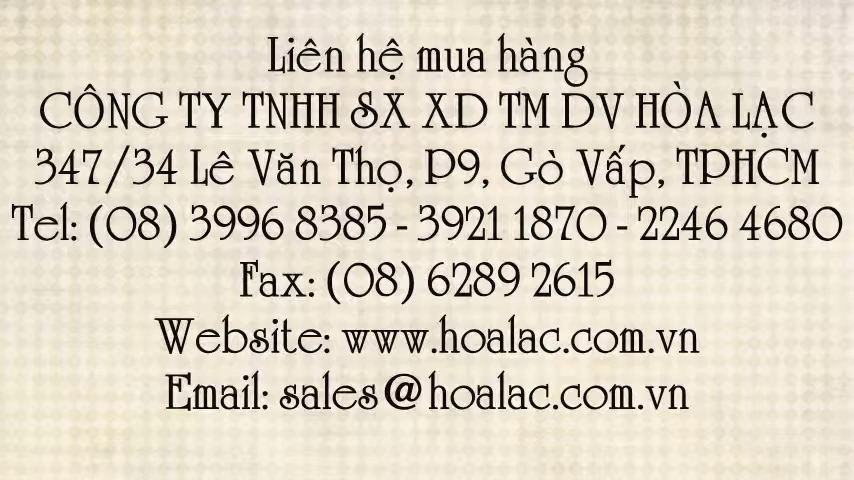 Liên hệ mua hàng
CÔNG TY TNHH SX XD TM DV HÒA LẠC
347/34 Lê Văn Thọ, P9, Gò Vấp, TPHCM
Tel: (08) 3996 8385 - 3921 1870 - 2246 4680
Fax: (08) 6289 2615
Website: www.hoalac.com.vn
Email: sales@hoalac.com.vn